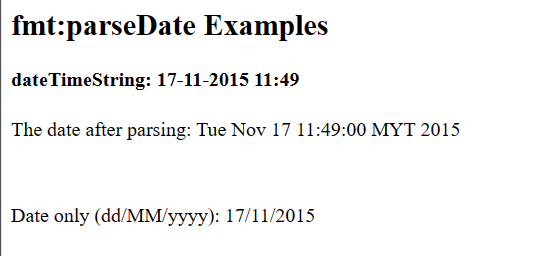 fmt:parseDate Examples
dateTimeString: 17-11-2015 11:49
The date after parsing: Tue Nov 17 11:49:00 MYT 2015
Date only (dd/MM/yyyy): 17/11/2015